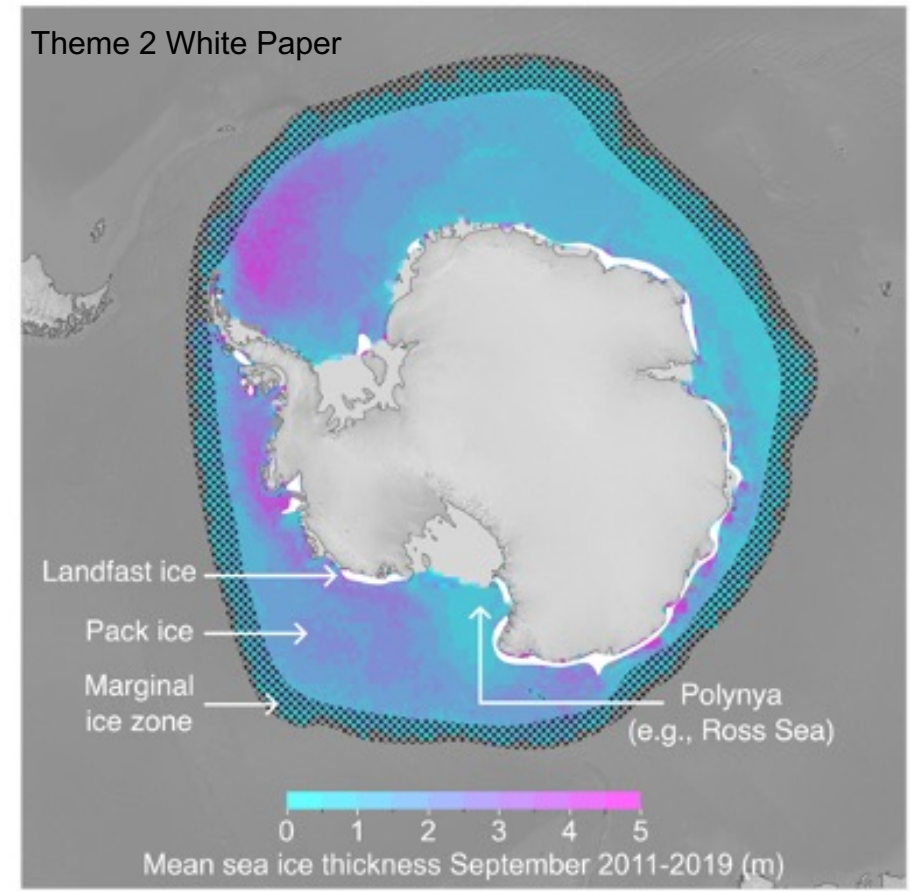 Theme 2 White Paper
Landfast ice
Pack ice
Marginal
ice zone
Polynya
(e.g., Ross Sea)
0 1 2 3 4 5
Mean sea ice thickness September 2011-2019 (m)